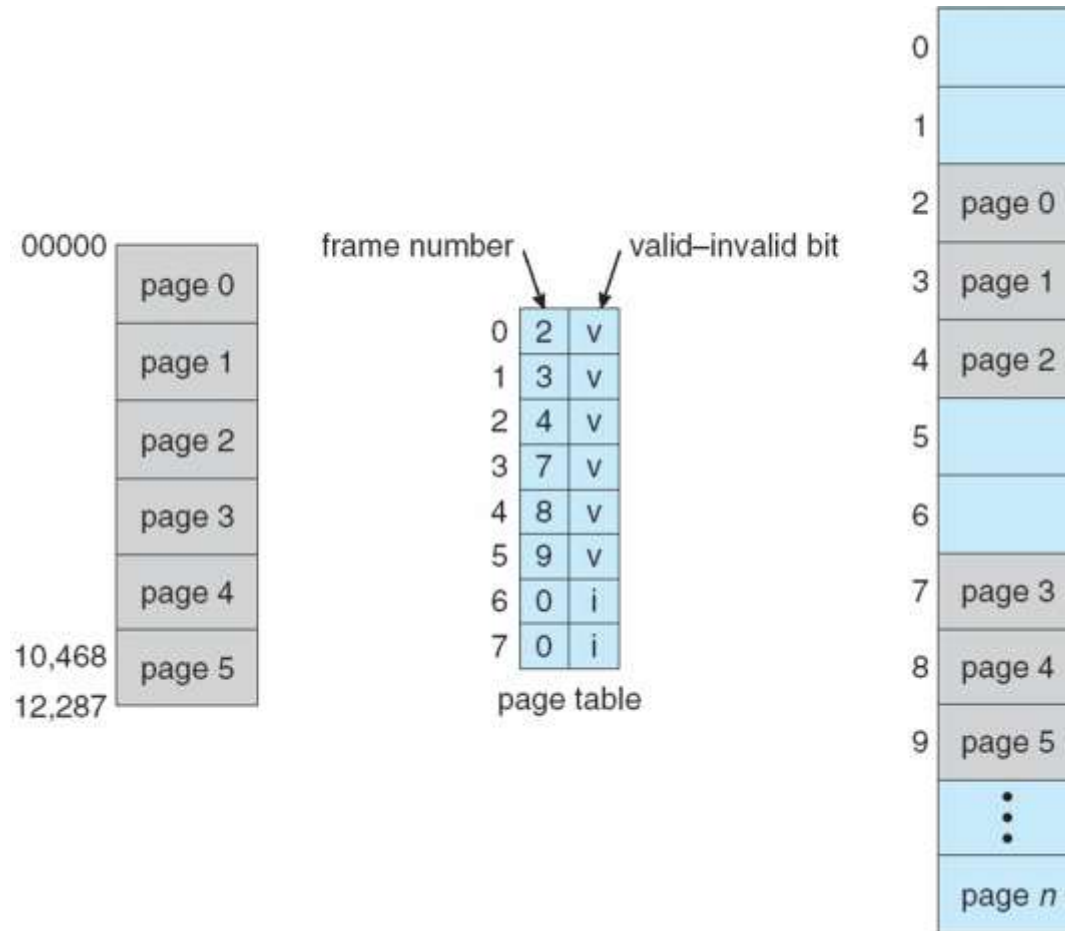 00000
page 0
page 1
page 2
page 3
page 4
10,468
page 5
12,287
frame number
valid–invalid bit
0 2 v
1 3 v
2 4 v
3 7 v
4 8 v
5 9 v
6 0 i
7 0 i
page table
0
1
2 page 0
3 page 1
4 page 2
5
6
7 page 3
8 page 4
9 page 5
page n